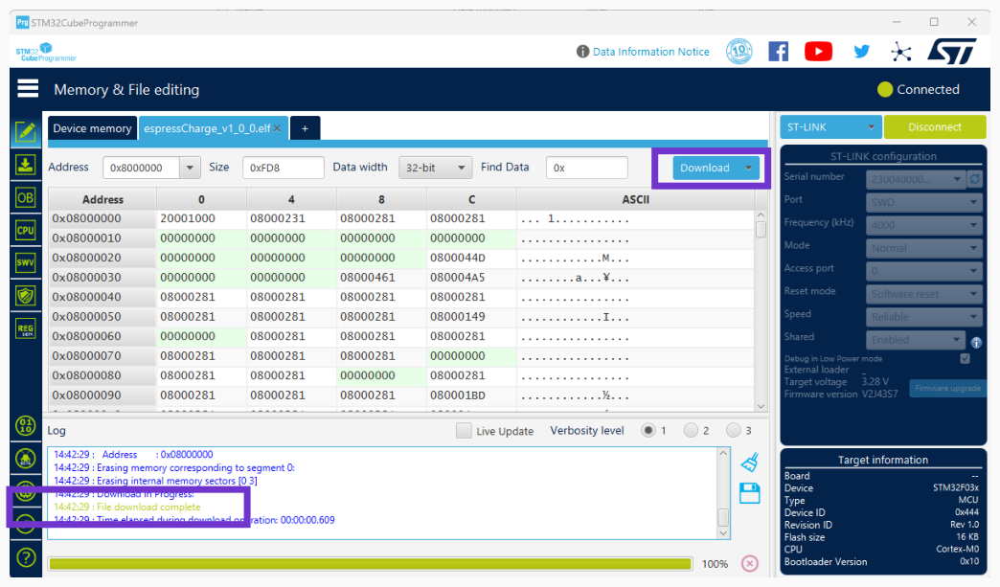 Prg STM32CubeProgrammer
STM32 CubeProgrammer
Data Information Notice
Memory & File editing
Connected
Device memory espressCharge_v1_0_0.elf × +
Address 0x8000000 Size 0xFD8 Data width 32-bit Find Data 0x Download
Address 0 4 8 C ASCII
0x08000000 20001000 08000231 08000281 08000281 ... 1...........
0x08000010 00000000 00000000 00000000 00000000 ................
0x08000020 00000000 00000000 00000000 0800044D ............M...
0x08000030 00000000 00000000 08000461 080004A5 ........a...¥...
0x08000040 08000281 08000281 08000281 08000281 ................
0x08000050 08000281 08000281 08000281 08000149 ............I...
0x08000060 00000000 08000281 08000281 08000281 ................
0x08000070 08000281 08000281 08000281 00000000 ................
0x08000080 08000281 08000281 00000000 08000281 ................
0x08000090 08000281 08000281 08000281 080001BD ............½...
Log
Live Update Verbosity level 1 2 3
14:42:29 : Address : 0x08000000
14:42:29 : Erasing memory corresponding to segment 0:
14:42:29 : Erasing internal memory sectors [0 3]
14:42:29 : Download in Progress:
14:42:29 : File download complete
14:42:29 : Time elapsed during download operation: 00:00:00.609
100%
OB
CPU
SWV
REG
ST-LINK Disconnect
ST-LINK configuration
Serial number 230040000...
Port SWD
Frequency (kHz) 4000
Mode Normal
Access port 0
Reset mode Software reset
Speed Reliable
Shared Enabled
Debug in Low Power mode
External loader _
Target voltage 3.28 V
Firmware version V2J43S7 Firmware upgrade
Target information
Board --
Device STM32F03x
Type MCU
Device ID 0x444
Revision ID Rev 1.0
Flash size 16 KB
CPU Cortex-M0
Bootloader Version 0x10